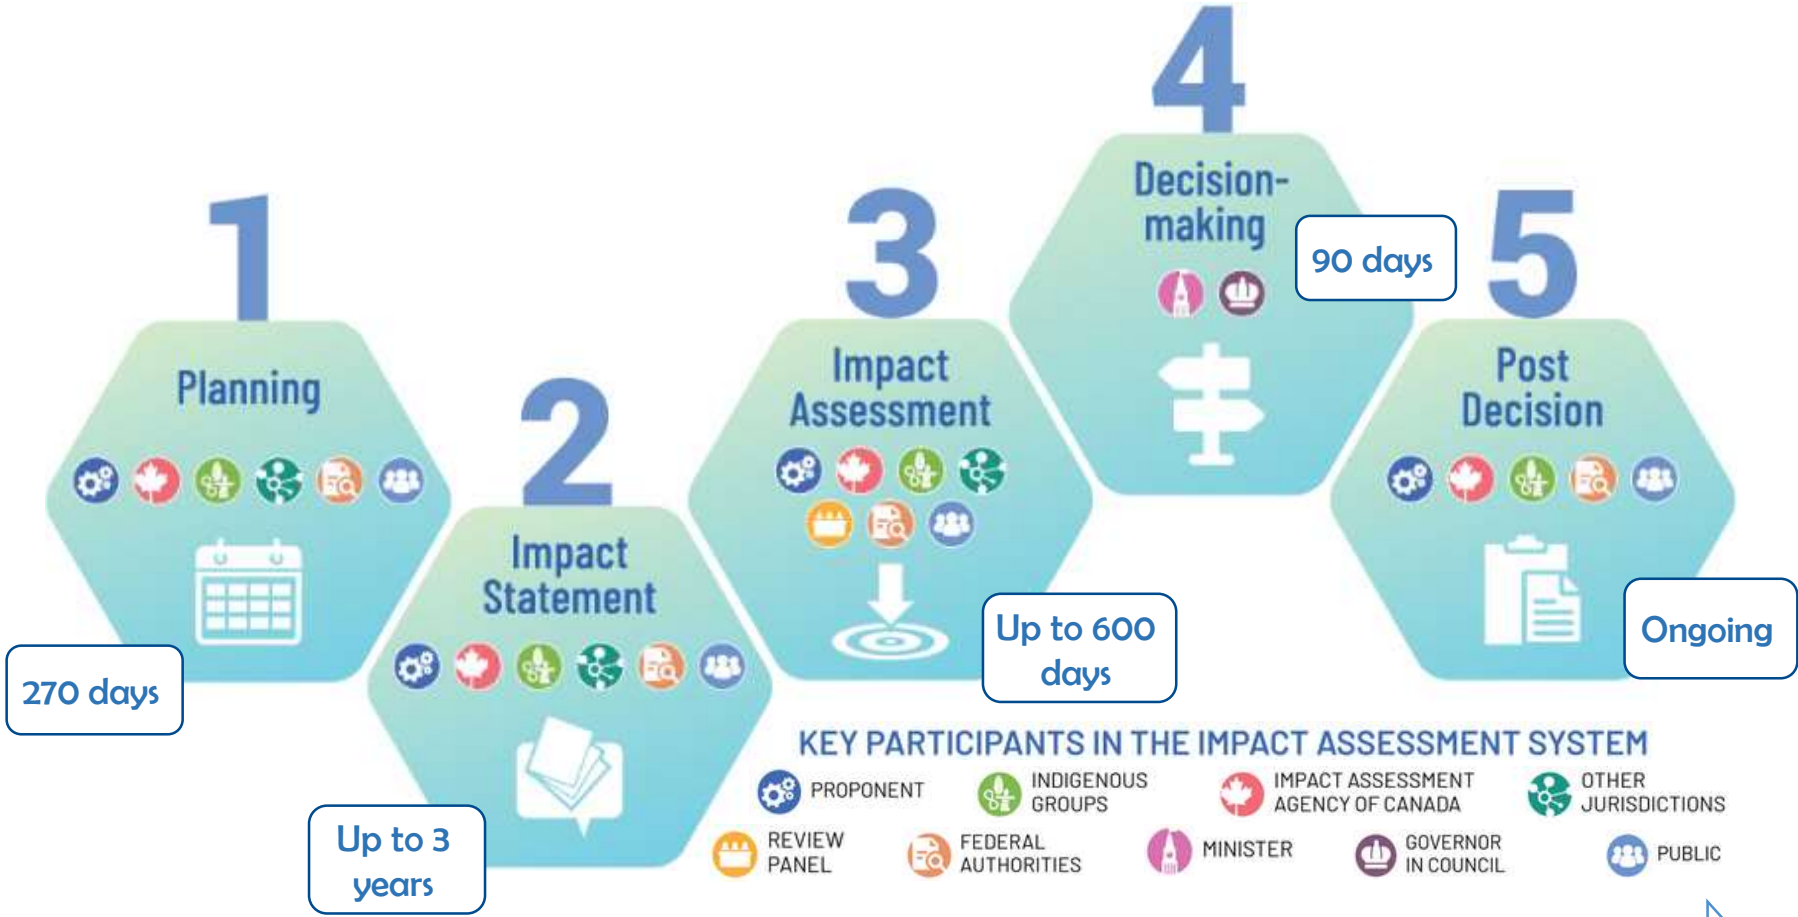 1
Planning
270 days
2
Impact
Statement
Up to 3
years
3
Impact
Assessment
Up to 600
days
4
Decision-
making
90 days
5
Post
Decision
Ongoing
KEY PARTICIPANTS IN THE IMPACT ASSESSMENT SYSTEM
PROPONENT
INDIGENOUS
GROUPS
IMPACT ASSESSMENT
AGENCY OF CANADA
OTHER
JURISDICTIONS
REVIEW
PANEL
FEDERAL
AUTHORITIES
MINISTER
GOVERNOR
IN COUNCIL
PUBLIC